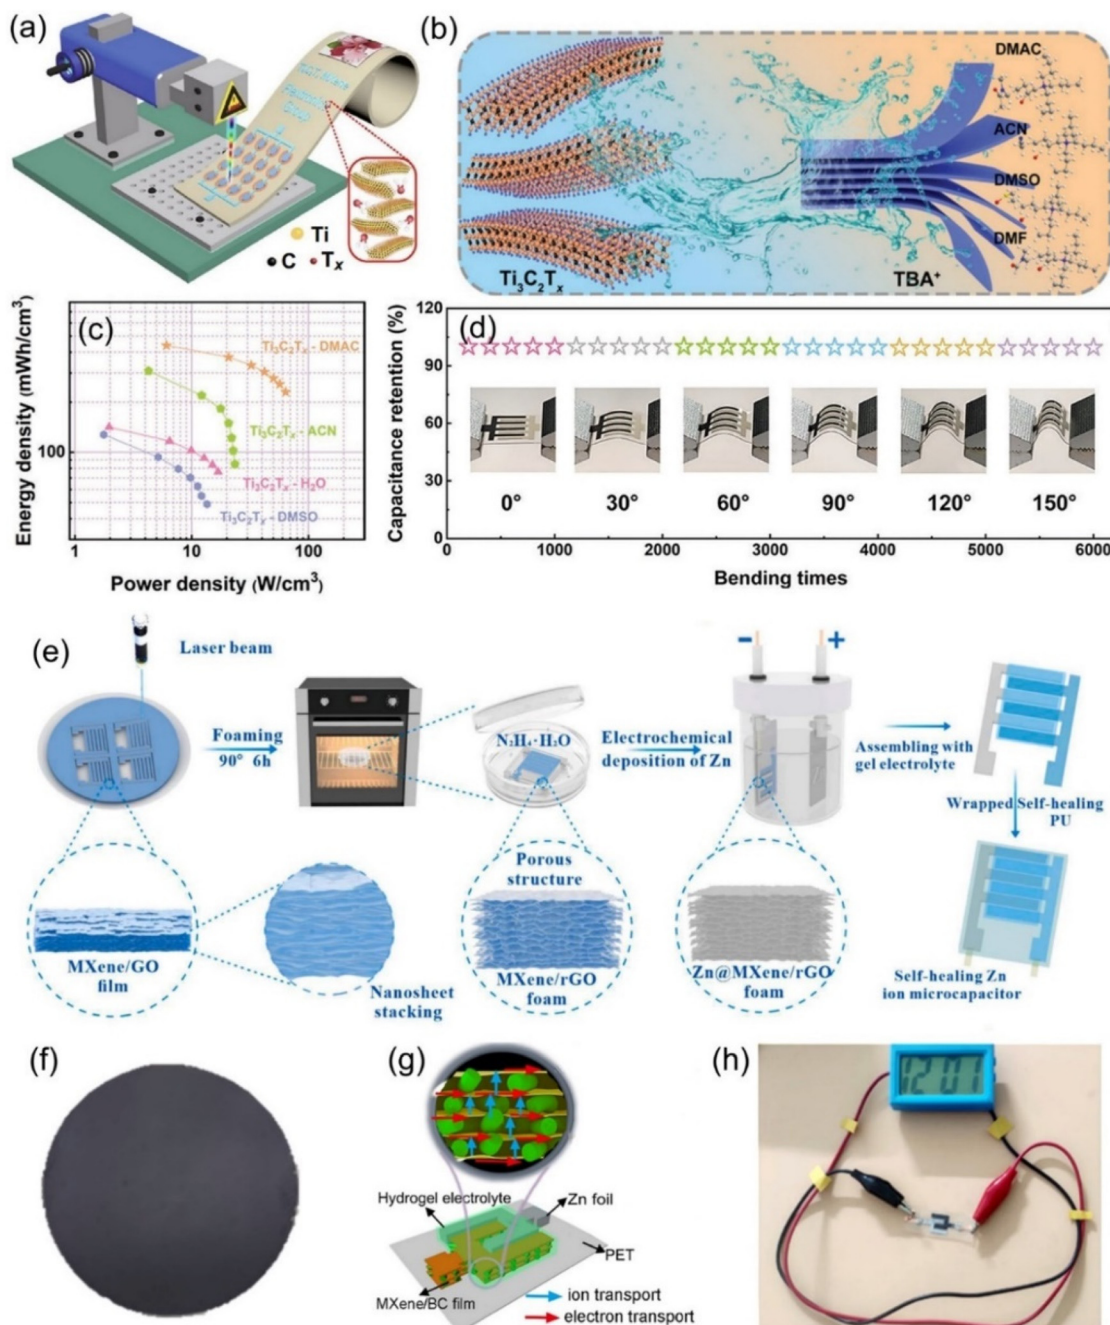 (a)
Ti
C
Tx
(b)
DMAC
ACN
DMSO
DMF
Ti3C2Tx
TBA+
(c)
Energy density (mWh/cm3)
100
Ti3C2Tx - DMAC
Ti3C2Tx - ACN
Ti3C2Tx - H2O
Ti3C2Tx - DMSO
1
10
100
Power density (W/cm3)
(d)
Capacitance retention (%)
120
90
60
30
0
0°
30°
60°
90°
120°
150°
0
1000
2000
3000
4000
5000
6000
Bending times
(e)
Laser beam
Foaming
90° 6h
N2H4·H2O
Electrochemical
deposition of Zn
Assembling with
gel electrolyte
Wrapped Self-healing
PU
MXene/GO
film
Nanosheet
stacking
Porous
structure
MXene/rGO
foam
Zn@MXene/rGO
foam
Self-healing Zn
ion microcapacitor
- +
(f)
(g)
Hydrogel electrolyte
Zn foil
PET
MXene/BC film
ion transport
electron transport
(h)
12:01